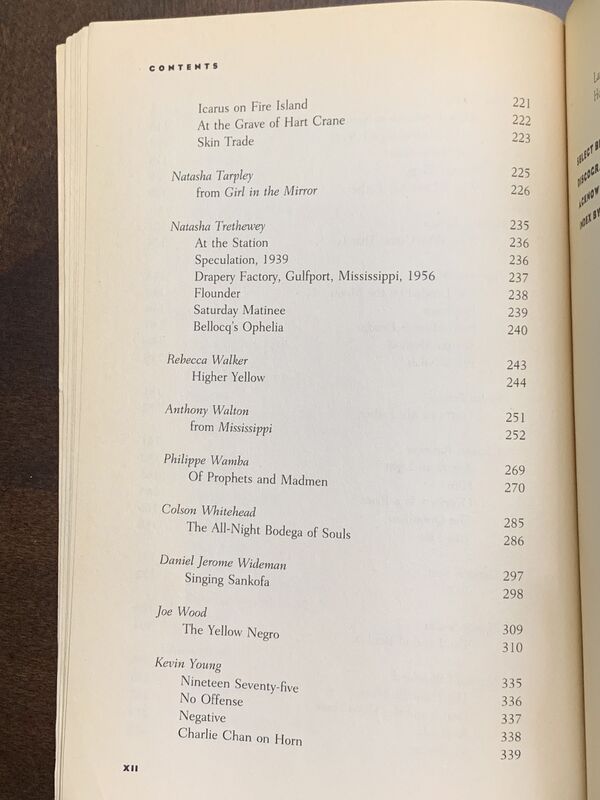 CONTENTS
Icarus on Fire Island 221
At the Grave of Hart Crane 222
Skin Trade 223
Natasha Tarpley 225
from Girl in the Mirror 226
Natasha Trethewey 235
At the Station 236
Speculation, 1939 236
Drapery Factory, Gulfport, Mississippi, 1956 237
Flounder 238
Saturday Matinee 239
Bellocq's Ophelia 240
Rebecca Walker 243
Higher Yellow 244
Anthony Walton 251
from Mississippi 252
Philippe Wamba 269
Of Prophets and Madmen 270
Colson Whitehead 285
The All-Night Bodega of Souls 286
Daniel Jerome Wideman 297
Singing Sankofa 298
Joe Wood 309
The Yellow Negro 310
Kevin Young 335
Nineteen Seventy-five 336
No Offense 337
Negative 338
Charlie Chan on Horn 339
XII
SELECT
DISCOGR
ACKNOW
INDEX BY